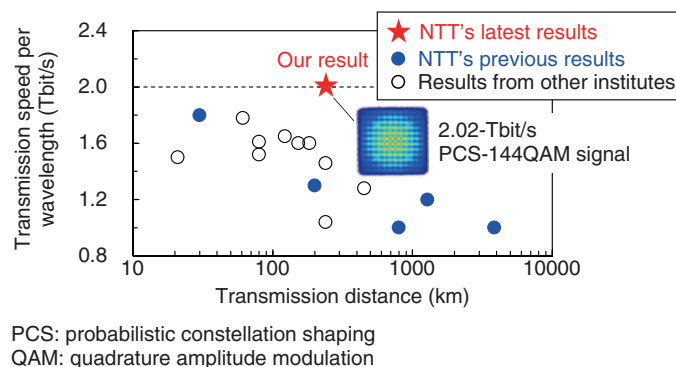 2.4
2.0
1.6
1.2
0.8
Transmission speed per
wavelength (Tbit/s)
Our result
NTT's latest results
NTT's previous results
Results from other institutes
2.02-Tbit/s
PCS-144QAM signal
10
100
1000
10000
Transmission distance (km)
PCS: probabilistic constellation shaping
QAM: quadrature amplitude modulation